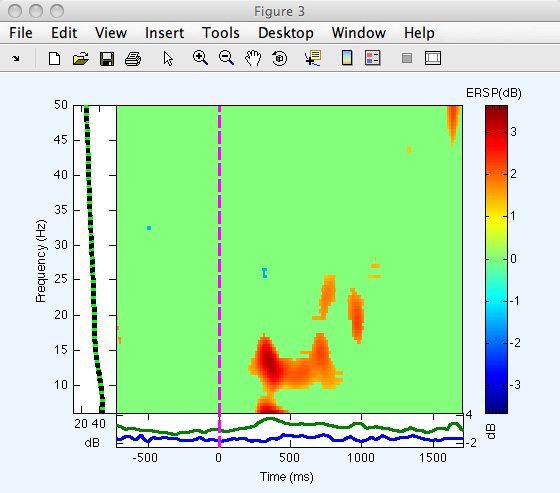 Figure 3
File Edit View Insert Tools Desktop Window Help
ERSP(dB)
50
45
40
35
30
25
20
15
10
Frequency (Hz)
3
2
1
0
-1
-2
-3
dB
20 40
dB
4
-2
-500 0 500 1000 1500
Time (ms)